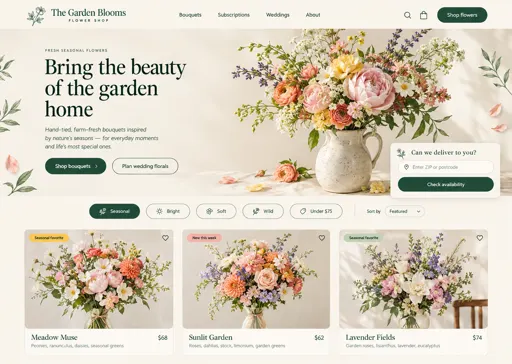 The Garden Blooms
FLOWER SHOP
Bouquets
Subscriptions
Weddings
About
Shop flowers
FRESH SEASONAL FLOWERS
Bring the beauty
of the garden
home
Hand-tied, farm-fresh bouquets inspired
by nature's seasons — for everyday moments
and life's most special ones.
Shop bouquets
Plan wedding florals
Can we deliver to you?
Enter ZIP or postcode
Check availability
Seasonal
Bright
Soft
Wild
Under $75
Sort by
Featured
Seasonal favorite
New this week
Seasonal favorite
Meadow Muse
$68
Peonies, ranunculus, daisies, seasonal greens
Sunlit Garden
$62
Roses, dahlias, stock, limonium, garden greens
Lavender Fields
$74
Garden roses, lisianthus, lavender, eucalyptus